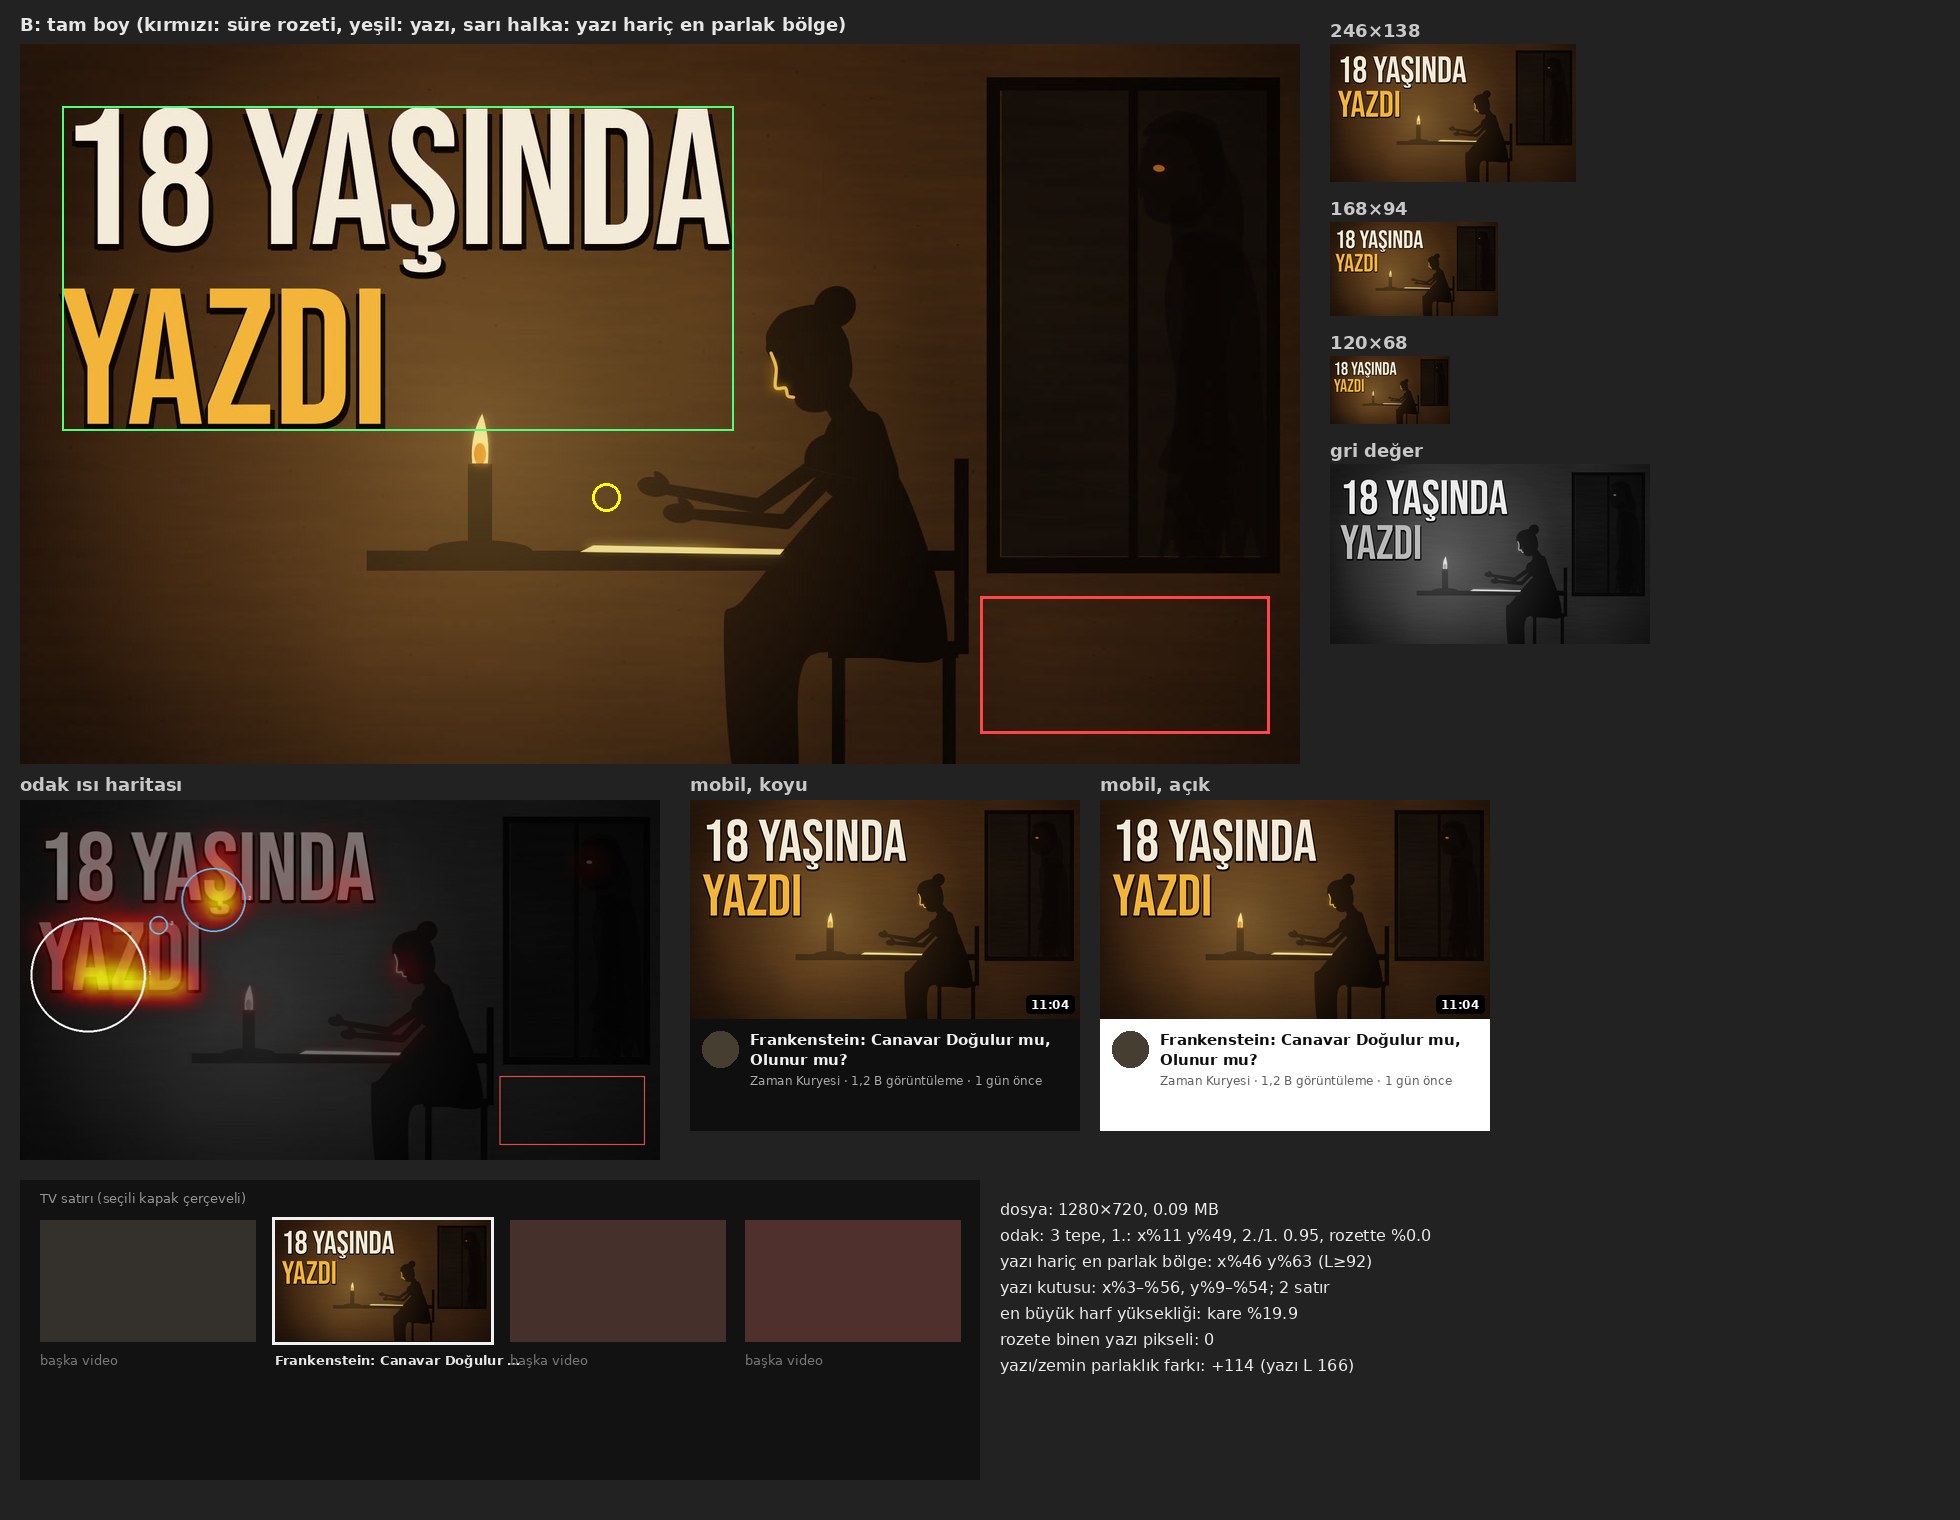 B: tam boy (kırmızı: süre rozeti, yeşil: yazı, sarı halka: yazı hariç en parlak bölge)
18 YAŞINDA
YAZDI
246×138
18 YAŞINDA
YAZDI
168×94
18 YAŞINDA
YAZDI
120×68
18 YAŞINDA
YAZDI
gri değer
18 YAŞINDA
YAZDI
odak ısı haritası
18 YAŞINDA
YAZDI
mobil, koyu
18 YAŞINDA
YAZDI
11:04
Frankenstein: Canavar Doğulur mu,
Olunur mu?
Zaman Kuryesi · 1,2 B görüntüleme · 1 gün önce
mobil, açık
18 YAŞINDA
YAZDI
11:04
Frankenstein: Canavar Doğulur mu,
Olunur mu?
Zaman Kuryesi · 1,2 B görüntüleme · 1 gün önce
TV satırı (seçili kapak çerçeveli)
18 YAŞINDA
YAZDI
başka video
Frankenstein: Canavar Doğulur ...
başka video
başka video
dosya: 1280×720, 0.09 MB
odak: 3 tepe, 1.: x%11 y%49, 2./1. 0.95, rozette %0.0
yazı hariç en parlak bölge: x%46 y%63 (L≥92)
yazı kutusu: x%3–%56, y%9–%54; 2 satır
en büyük harf yüksekliği: kare %19.9
rozete binen yazı pikseli: 0
yazı/zemin parlaklık farkı: +114 (yazı L 166)